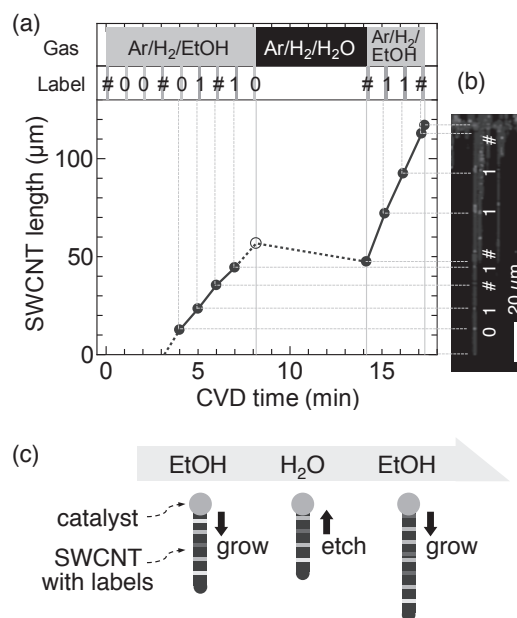 (a)
Gas Ar/H2/EtOH Ar/H2/H2O Ar/H2/
EtOH
Label # 0 0 # 0 1 # 1 0 # 1 1 #
(b)
SWCNT length (µm)
100
50
0
0 5 10 15
CVD time (min)
0 1 # 1 # 1 1 #
20 µm
(c)
EtOH H2O EtOH
catalyst
grow etch grow
SWCNT
with labels